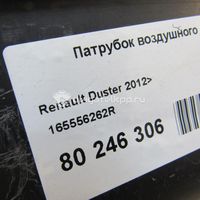 Патрубок воздушного
Renault Duster 2012>
165556262R
80 246 306